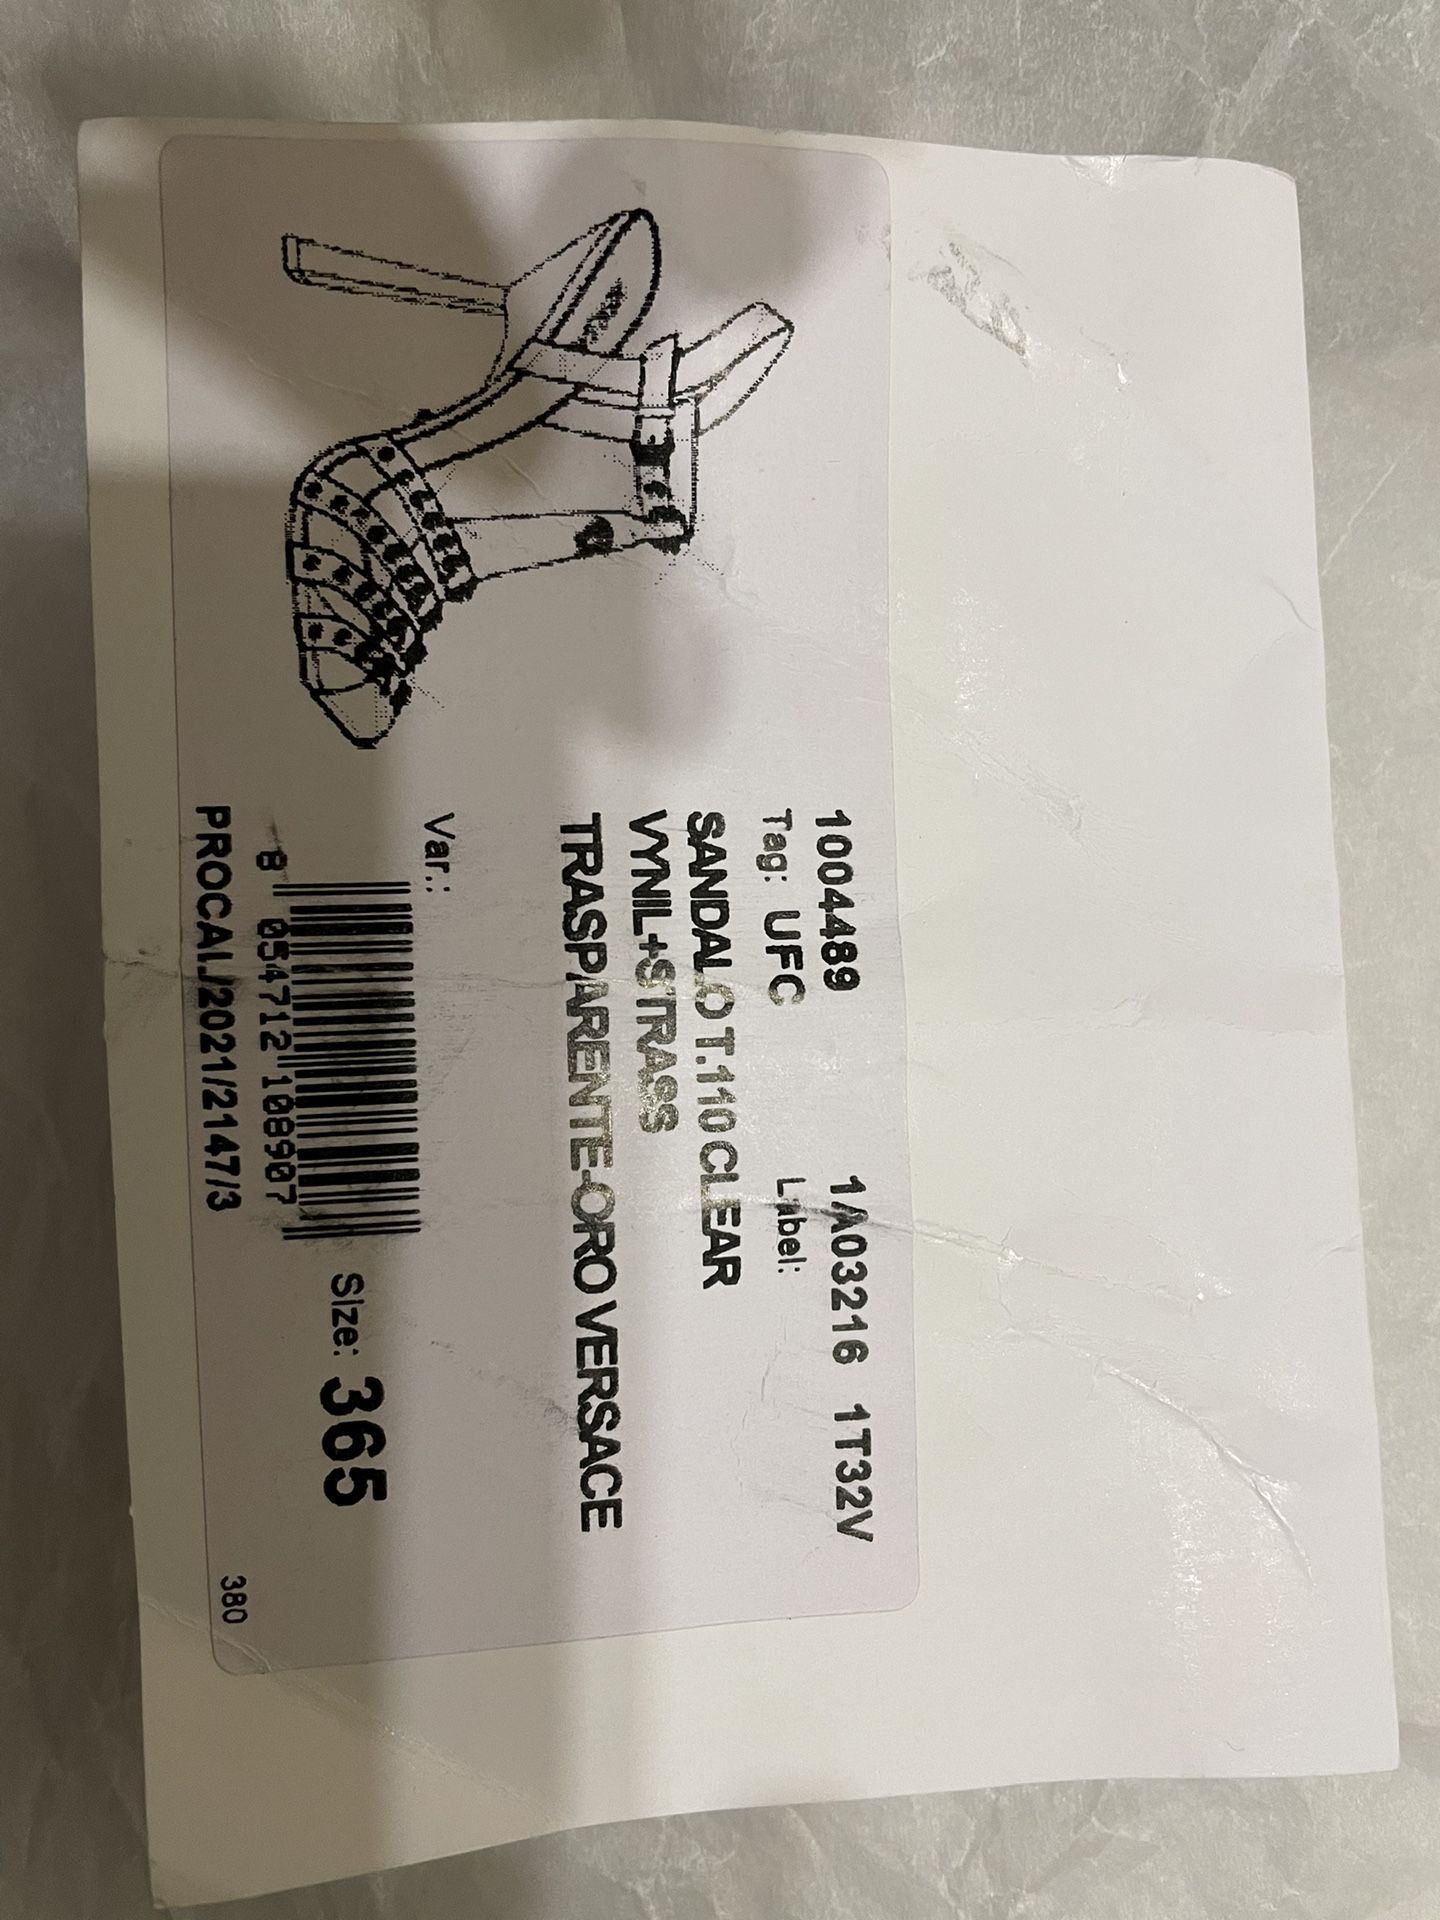 1004489 1A03216 1T32V
Tag: UFC Label:
SANDALO T.110 CLEAR
VYNIL+STRASS
TRASPARENTE-ORO VERSACE
Var.:
8 054712 108907
Size: 365
PROCAL/2021/2147/3
380